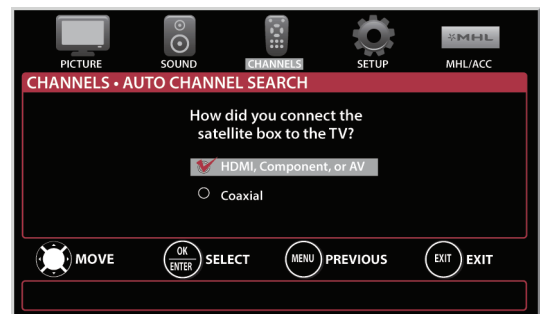 PICTURE SOUND CHANNELS SETUP MHL/ACC
MHL
CHANNELS • AUTO CHANNEL SEARCH
How did you connect the
satellite box to the TV?
HDMI, Component, or AV
Coaxial
MOVE OK ENTER SELECT MENU PREVIOUS EXIT EXIT